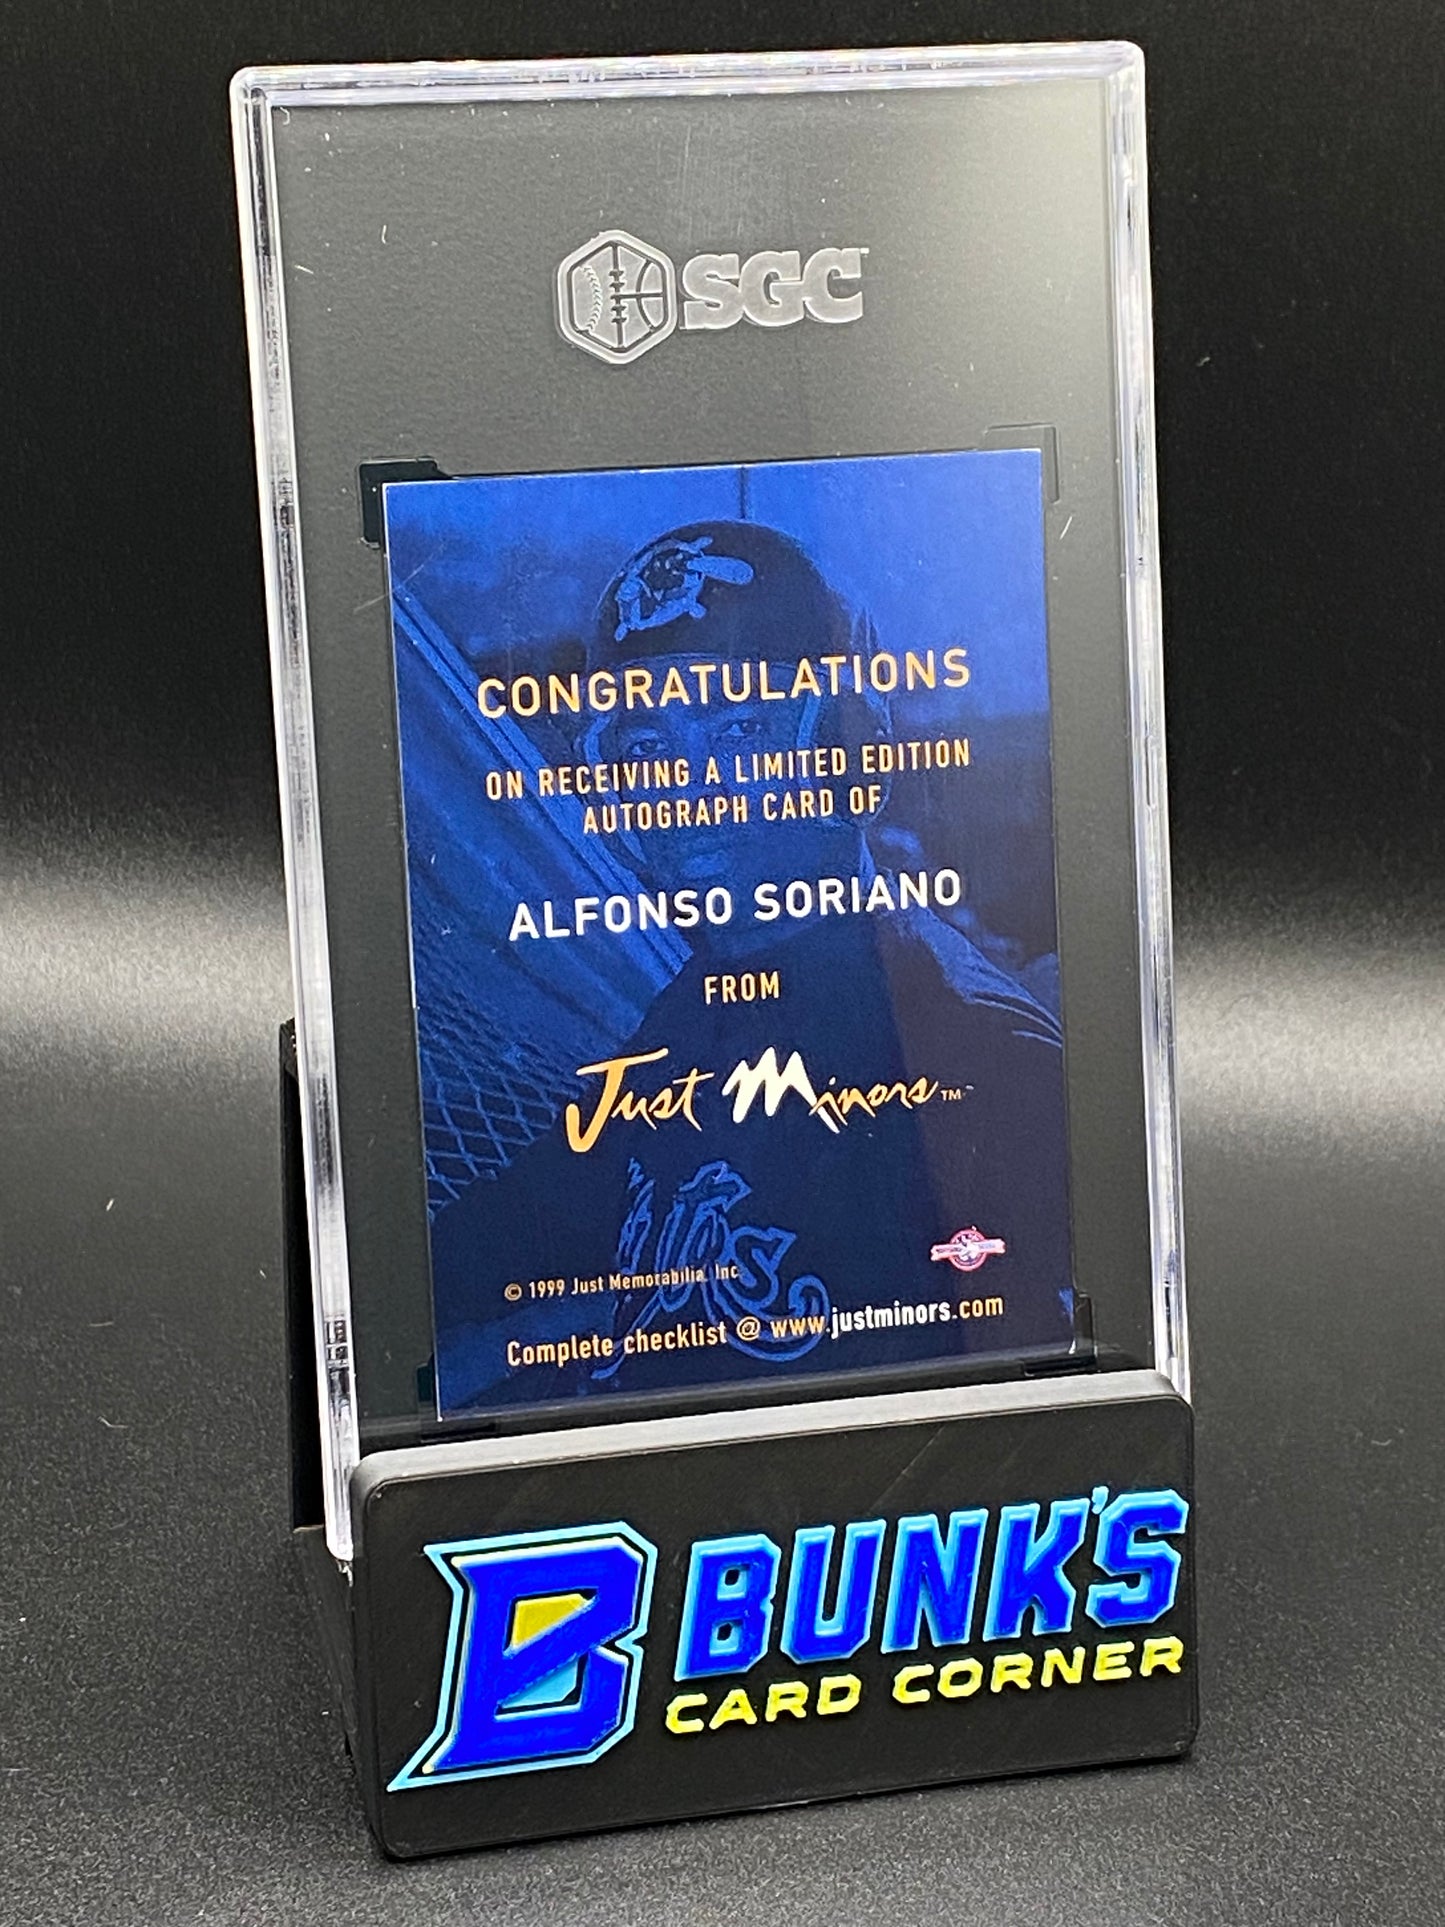 SGC™
CONGRATULATIONS
ON RECEIVING A LIMITED EDITION
AUTOGRAPH CARD OF
ALFONSO SORIANO
FROM
Just Minors™
© 1999 Just Memorabilia, Inc.
Complete checklist @ www.justminors.com
B BUNK'S
CARD CORNER